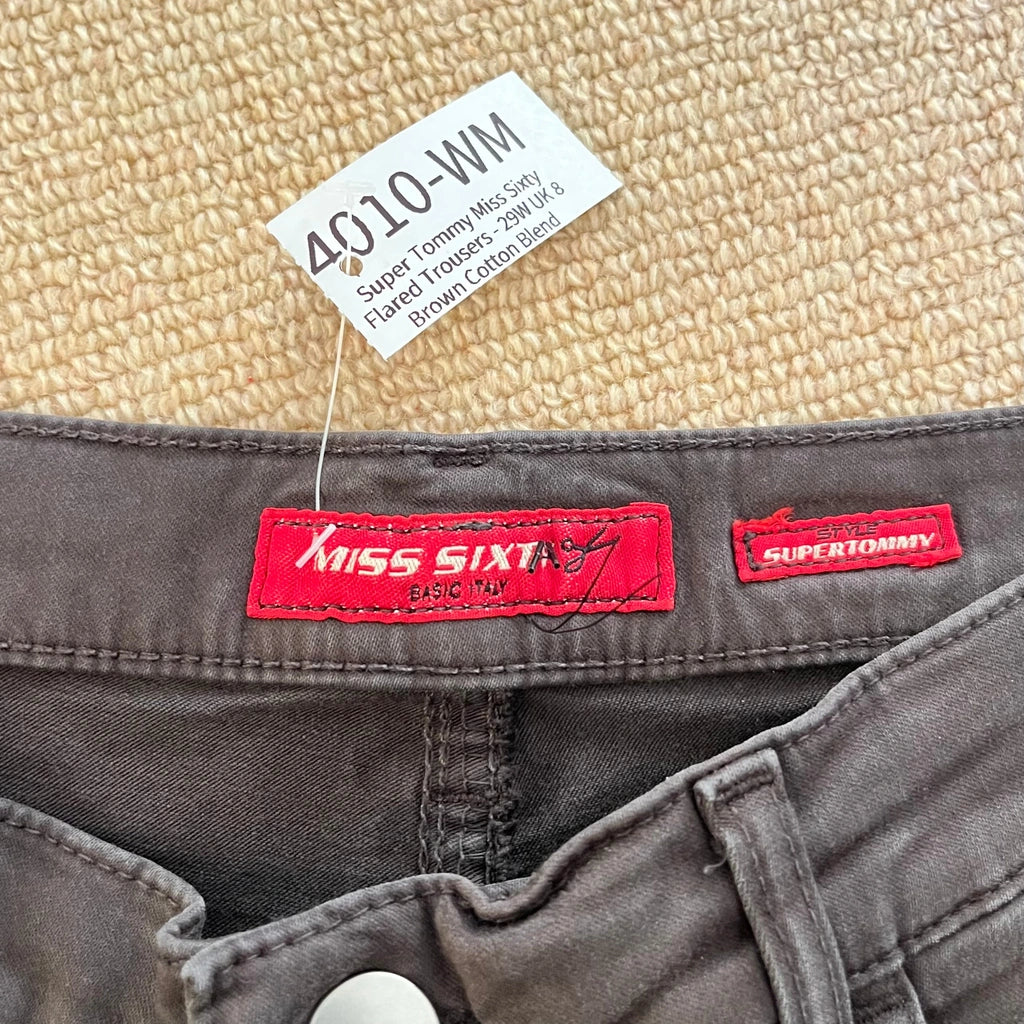 4010-WM
Super Tommy Miss Sixty
Flared Trousers - 29W UK 8
Brown Cotton Blend
MISS SIXTY
BASIC ITALY
STYLE
SUPERTOMMY